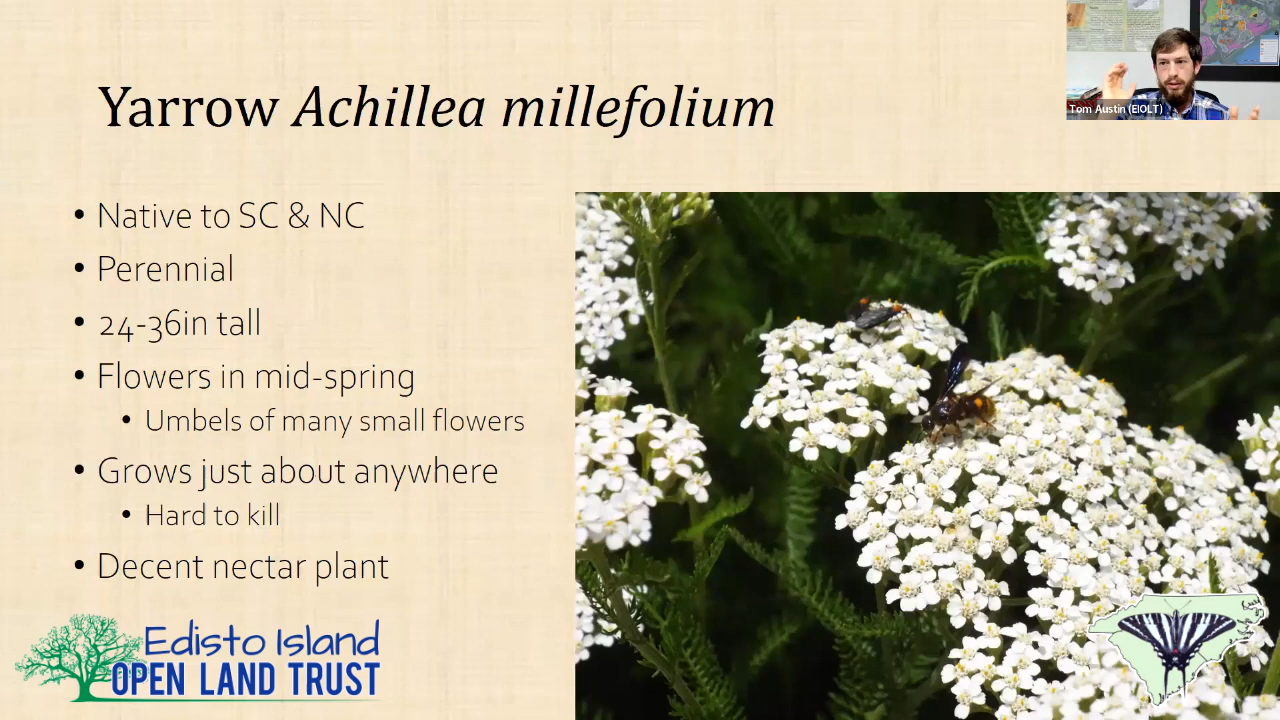 Yarrow Achillea millefolium
Tom Austin (EIOLT)
• Native to SC & NC
• Perennial
• 24-36in tall
• Flowers in mid-spring
• Umbels of many small flowers
• Grows just about anywhere
• Hard to kill
• Decent nectar plant
Edisto Island
OPEN LAND TRUST